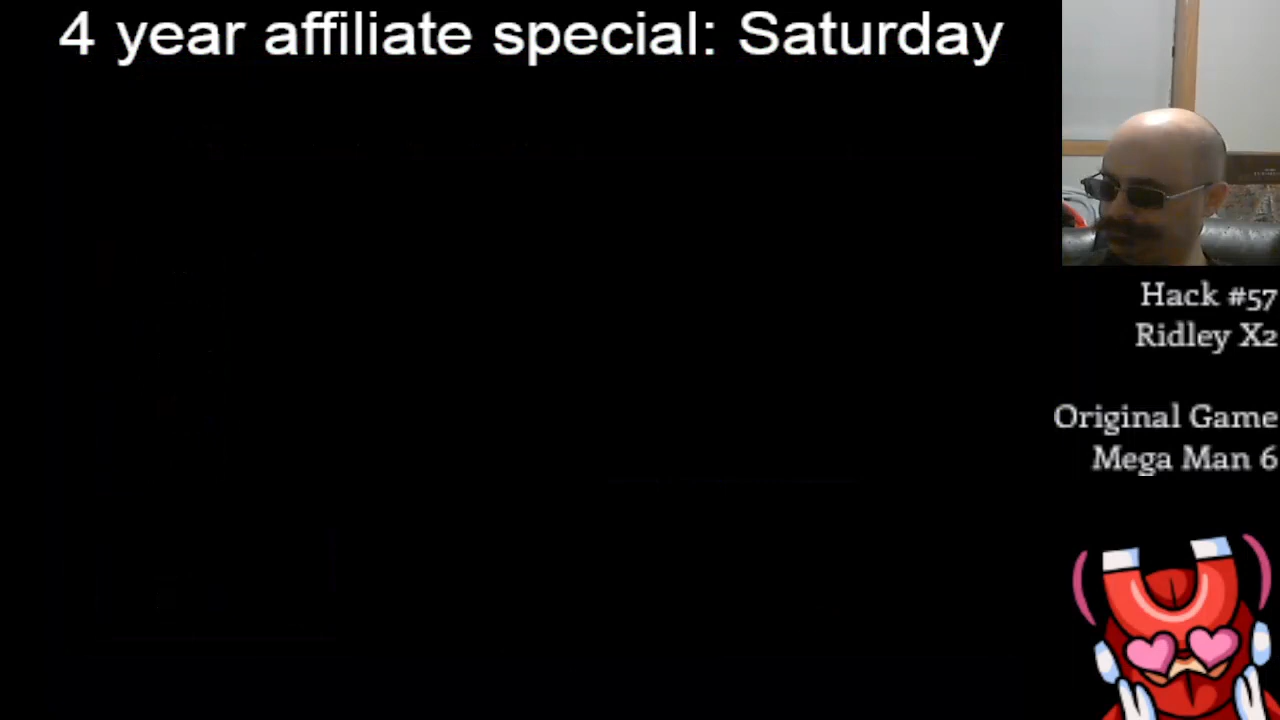 4 year affiliate special: Saturday
Hack #57
Ridley X2
Original Game
Mega Man 6